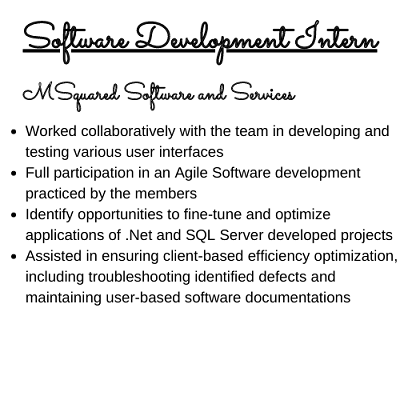 Software Development Intern
MSquared Software and Services
• Worked collaboratively with the team in developing and
testing various user interfaces
• Full participation in an Agile Software development
practiced by the members
• Identify opportunities to fine-tune and optimize
applications of .Net and SQL Server developed projects
• Assisted in ensuring client-based efficiency optimization,
including troubleshooting identified defects and
maintaining user-based software documentations